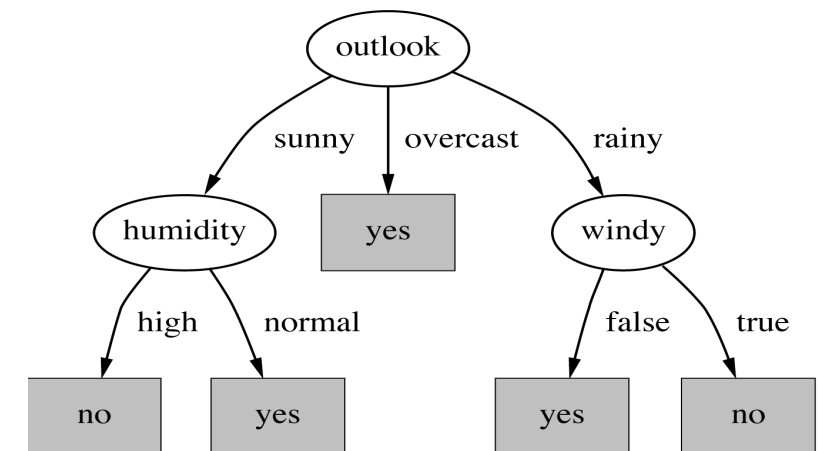 outlook
sunny overcast rainy
humidity yes windy
high normal false true
no yes yes no